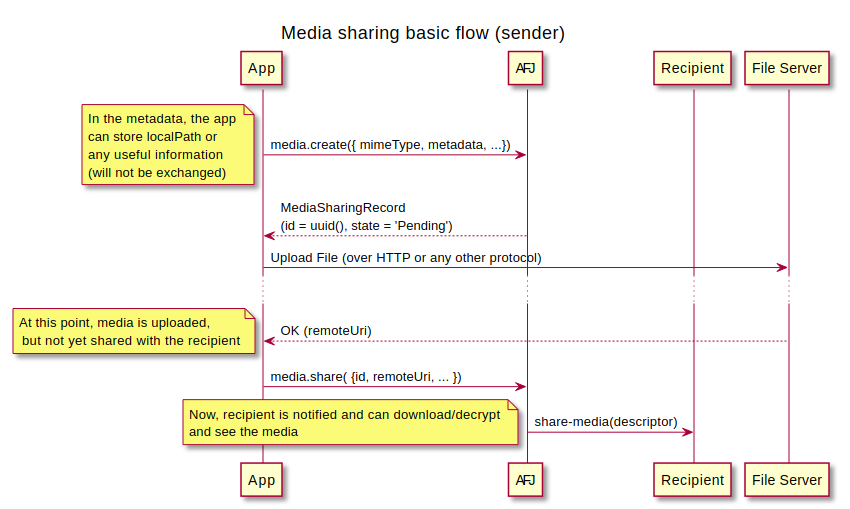 Media sharing basic flow (sender)
App
AFJ
Recipient
File Server
In the metadata, the app
can store localPath or
any useful information
(will not be exchanged)
media.create({ mimeType, metadata, ...})
MediaSharingRecord
(id = uuid(), state = 'Pending')
Upload File (over HTTP or any other protocol)
At this point, media is uploaded,
but not yet shared with the recipient
OK (remoteUri)
media.share( {id, remoteUri, ... })
Now, recipient is notified and can download/decrypt
and see the media
share-media(descriptor)
App
AFJ
Recipient
File Server